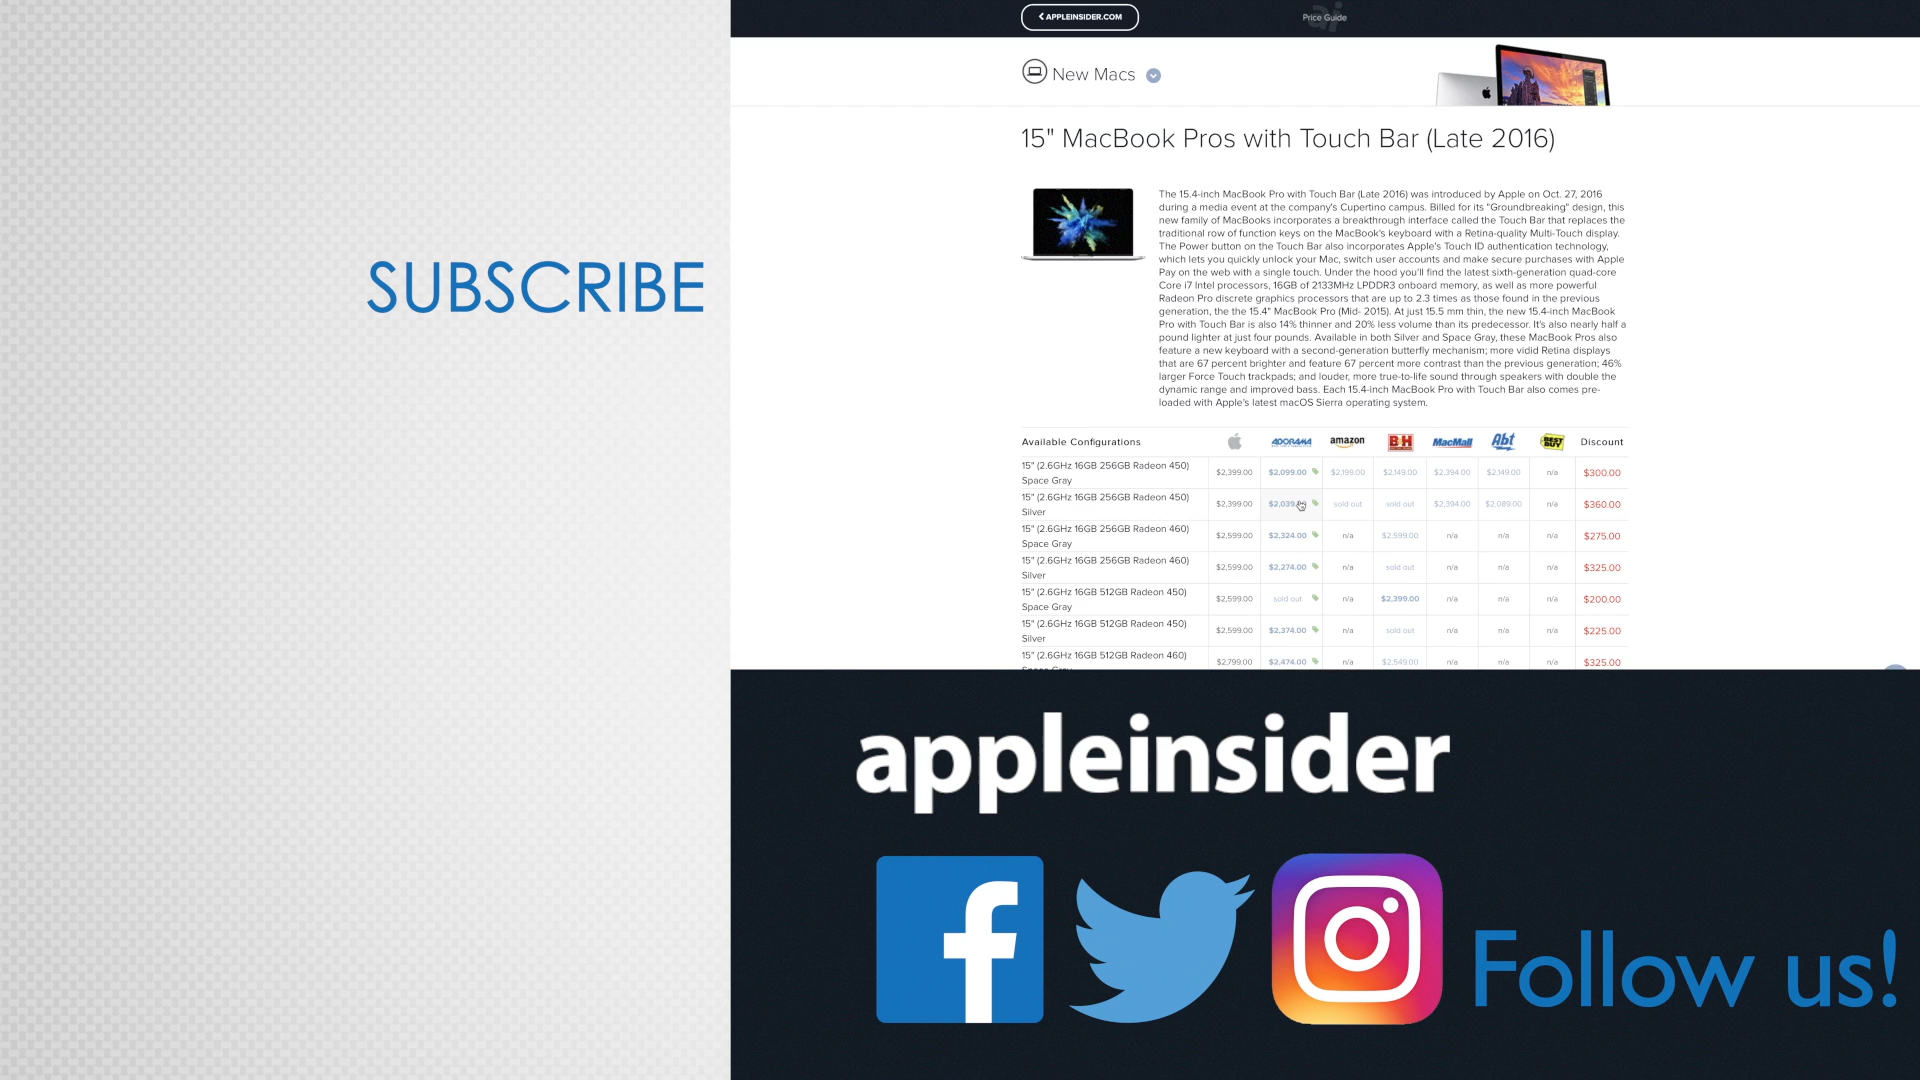 SUBSCRIBE
APPLEINSIDER.COM
Price Guide
New Macs
15" MacBook Pros with Touch Bar (Late 2016)
The 15.4-inch MacBook Pro with Touch Bar (Late 2016) was introduced by Apple on Oct. 27, 2016
during a media event at the company's Cupertino campus. Billed for its "Groundbreaking" design, this
new family of MacBooks incorporates a breakthrough interface called the Touch Bar that replaces the
traditional row of function keys on the MacBook's keyboard with a Retina-quality Multi-Touch display.
The Power button on the Touch Bar also incorporates Apple's Touch ID authentication technology,
which lets you quickly unlock your Mac, switch user accounts and make secure purchases with Apple
Pay on the web with a single touch. Under the hood you'll find the latest sixth-generation quad-core
Core i7 Intel processors, 16GB of 2133MHz LPDDR3 onboard memory, as well as more powerful
Radeon Pro discrete graphics processors that are up to 2.3 times as those found in the previous
generation, the the 15.4" MacBook Pro (Mid- 2015). At just 15.5 mm thin, the new 15.4-inch MacBook
Pro with Touch Bar is also 14% thinner and 20% less volume than its predecessor. It's also nearly half a
pound lighter at just four pounds. Available in both Silver and Space Gray, these MacBook Pros also
feature a new keyboard with a second-generation butterfly mechanism; more vidid Retina displays
that are 67 percent brighter and feature 67 percent more contrast than the previous generation; 46%
larger Force Touch trackpads; and louder, more true-to-life sound through speakers with double the
dynamic range and improved bass. Each 15.4-inch MacBook Pro with Touch Bar also comes pre-
loaded with Apple's latest macOS Sierra operating system.
Available Configurations ADORAMA amazon B&H MacMall Abt BEST BUY Discount
15" (2.6GHz 16GB 256GB Radeon 450) Space Gray $2,399.00 $2,099.00 $2,199.00 $2,149.00 $2,394.00 $2,149.00 n/a $300.00
15" (2.6GHz 16GB 256GB Radeon 450) Silver $2,399.00 $2,039 sold out sold out $2,394.00 $2,089.00 n/a $360.00
15" (2.6GHz 16GB 256GB Radeon 460) Space Gray $2,599.00 $2,324.00 n/a $2,599.00 n/a n/a n/a $275.00
15" (2.6GHz 16GB 256GB Radeon 460) Silver $2,599.00 $2,274.00 n/a sold out n/a n/a n/a $325.00
15" (2.6GHz 16GB 512GB Radeon 450) Space Gray $2,599.00 sold out n/a $2,399.00 n/a n/a n/a $200.00
15" (2.6GHz 16GB 512GB Radeon 450) Silver $2,599.00 $2,374.00 n/a sold out n/a n/a n/a $225.00
15" (2.6GHz 16GB 512GB Radeon 460) $2,799.00 $2,474.00 n/a $2,549.00 n/a n/a n/a $325.00
appleinsider
Follow us!